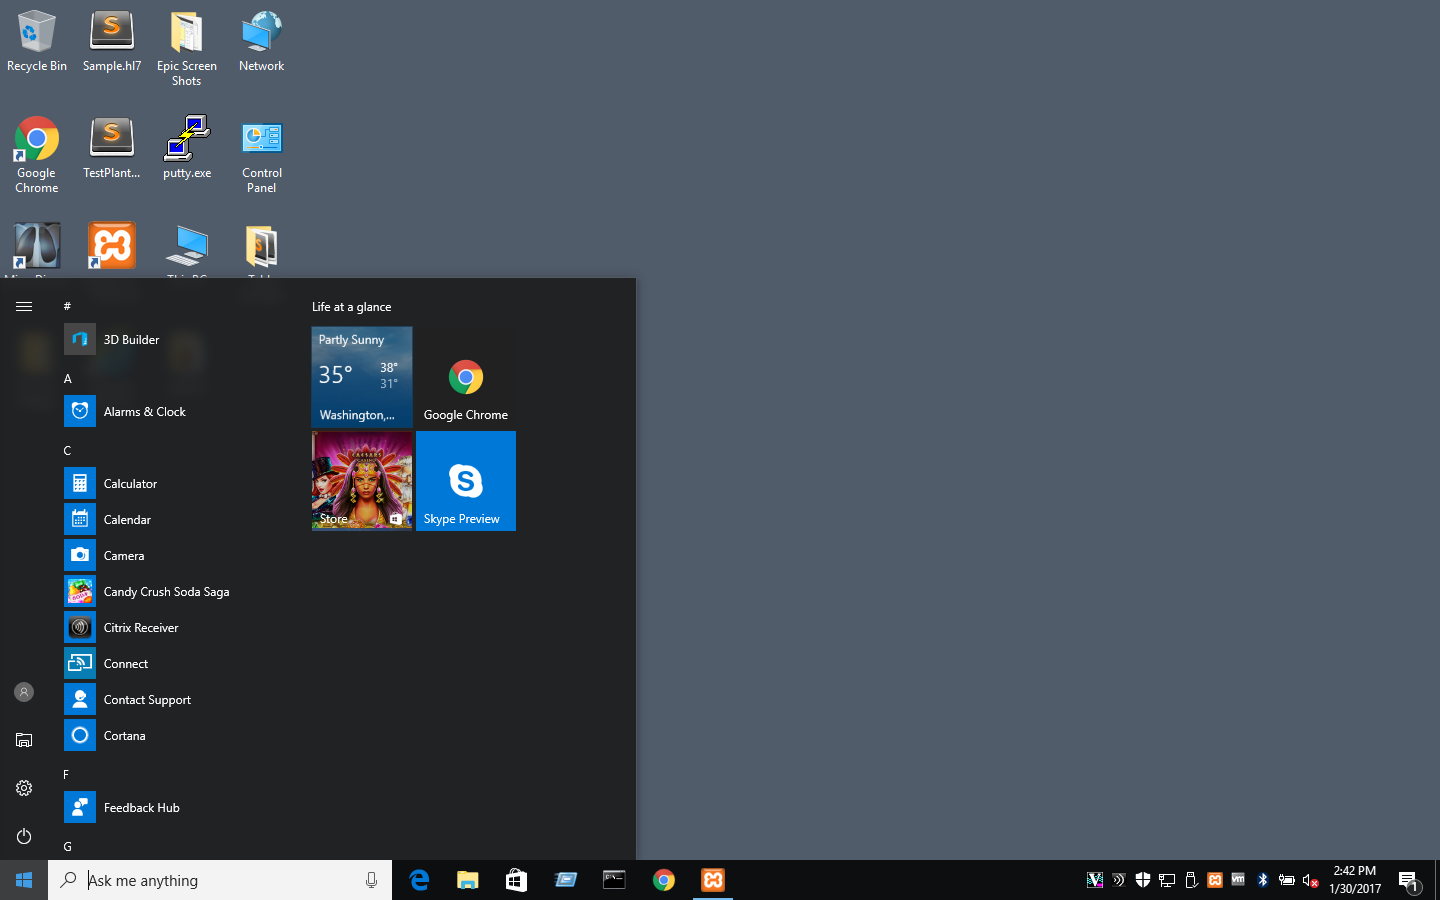 Recycle Bin
Sample.hl7
Epic Screen
Shots
Network
Google
Chrome
TestPlant...
putty.exe
Control
Panel
#
3D Builder
A
Alarms & Clock
C
Calculator
Calendar
Camera
Candy Crush Soda Saga
Citrix Receiver
Connect
Contact Support
Cortana
F
Feedback Hub
G
Life at a glance
Partly Sunny
35°
38°
31°
Washington,...
Google Chrome
Store
Skype Preview
Ask me anything
2:42 PM
1/30/2017
1